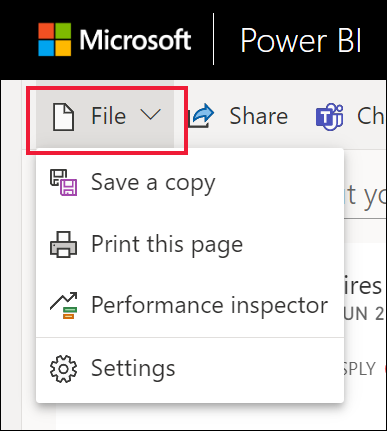 Microsoft Power BI
File Share Ch
Save a copy
t yo
Print this page
ires
Performance inspector
UN 2
Settings
SPLY